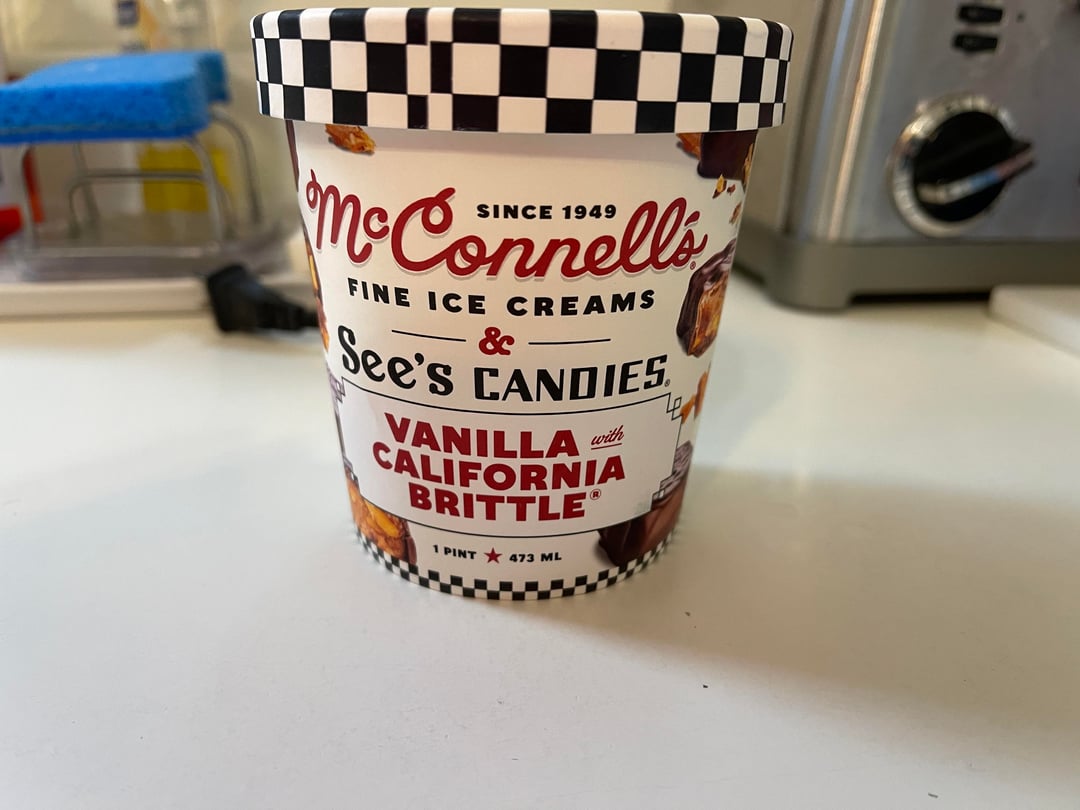 SINCE 1949
McConnell's®
FINE ICE CREAMS
&
See's CANDIES®
VANILLA with
CALIFORNIA
BRITTLE®
1 PINT ★ 473 ML